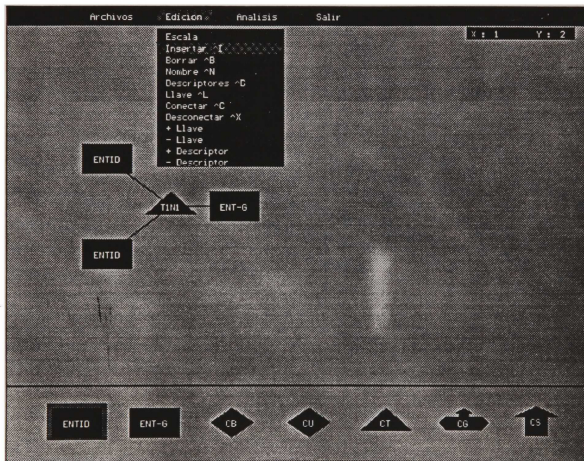 Archivos Edicion Analisis Salir
X: 1 Y: 2
Escala
Insertar ^I
Borrar ^B
Nombre ^N
Descriptores ^D
Llave ^L
Conectar ^C
Desconectar ^X
+ Llave
- Llave
+ Descriptor
- Descriptor
ENTID
TIN1 ENT-G
ENTID
ENTID ENT-G CB CU CT CG CS